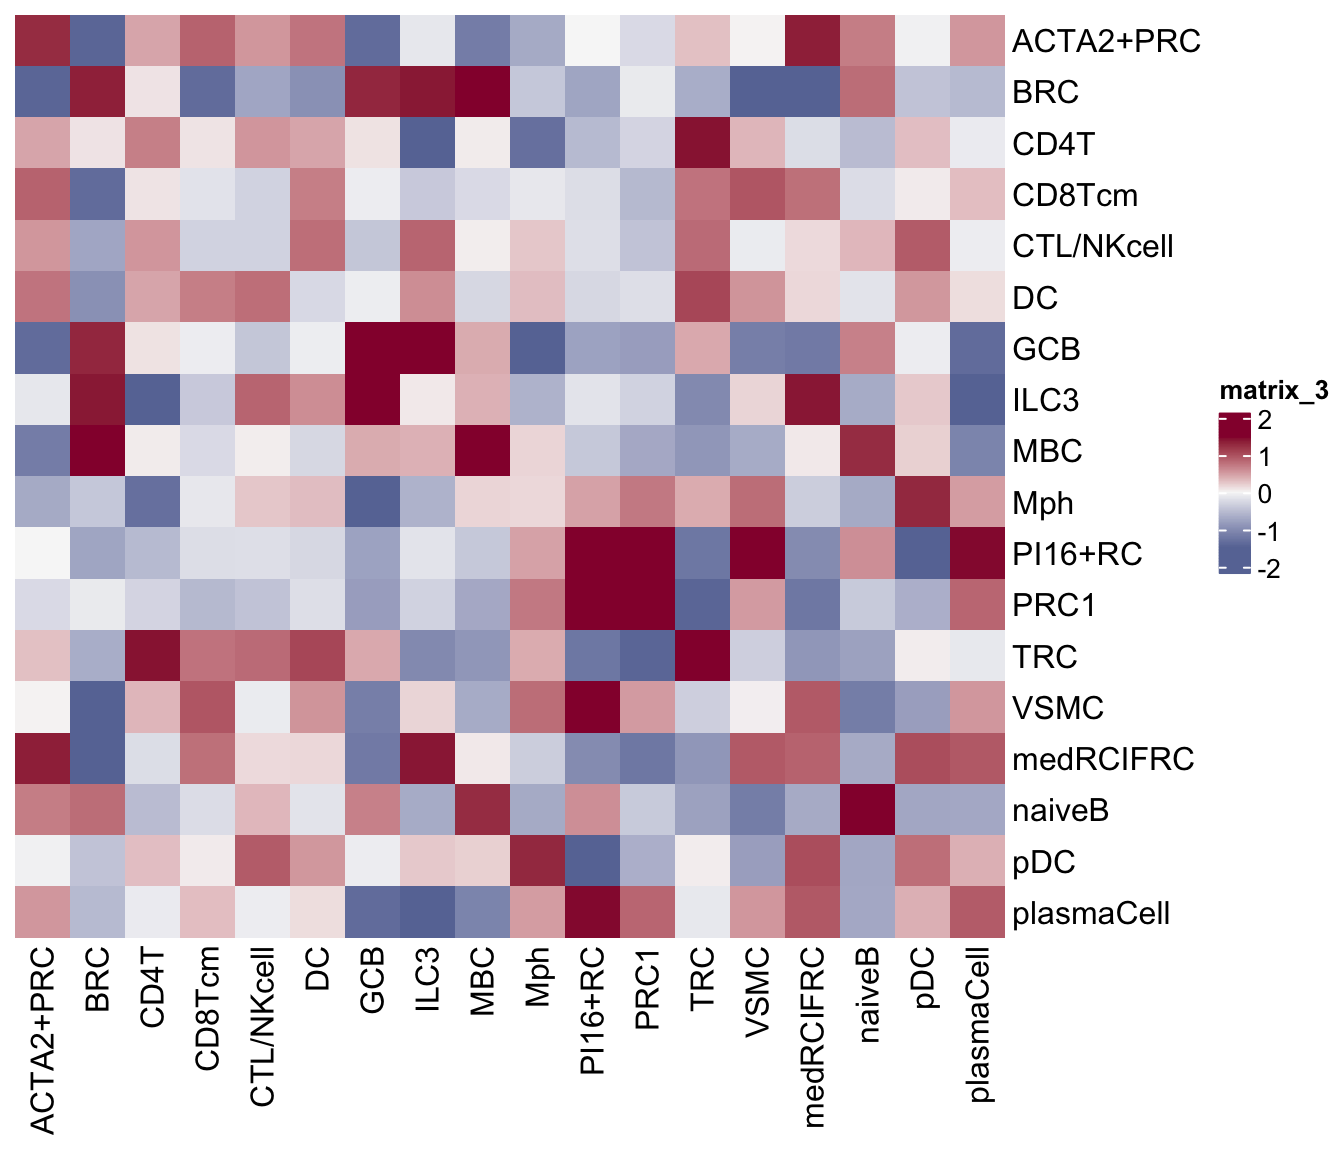 ACTA2+PRC
BRC
CD4T
CD8Tcm
CTL/NKcell
DC
GCB
ILC3
MBC
Mph
PI16+RC
PRC1
TRC
VSMC
medRCIFRC
naiveB
pDC
plasmaCell
matrix_3
2
1
0
-1
-2
ACTA2+PRC
BRC
CD4T
CD8Tcm
CTL/NKcell
DC
GCB
ILC3
MBC
Mph
PI16+RC
PRC1
TRC
VSMC
medRCIFRC
naiveB
pDC
plasmaCell